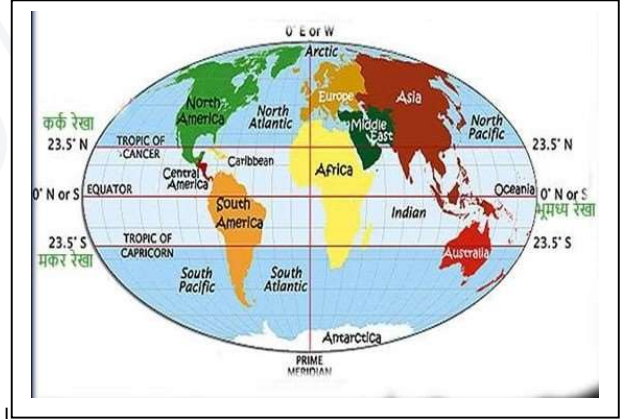 0° E or W
Arctic
North
America
North
Atlantic
Europe
Asia
Middle
East
North
Pacific
कर्क रेखा
23.5° N
TROPIC OF
CANCER
23.5° N
Caribbean
Central
America
Africa
0° N or S
EQUATOR
Oceania
0° N or S
भूमध्य रेखा
South
America
Indian
23.5° S
मकर रेखा
TROPIC OF
CAPRICORN
Australia
23.5° S
South
Pacific
South
Atlantic
Antarctica
PRIME
MERIDIAN